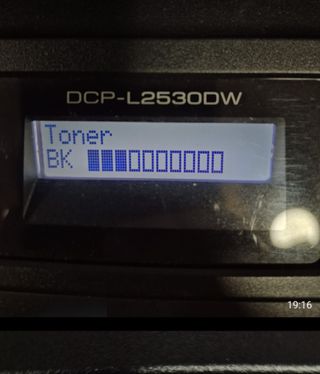 DCP-L2530DW
Toner
BK
19:16